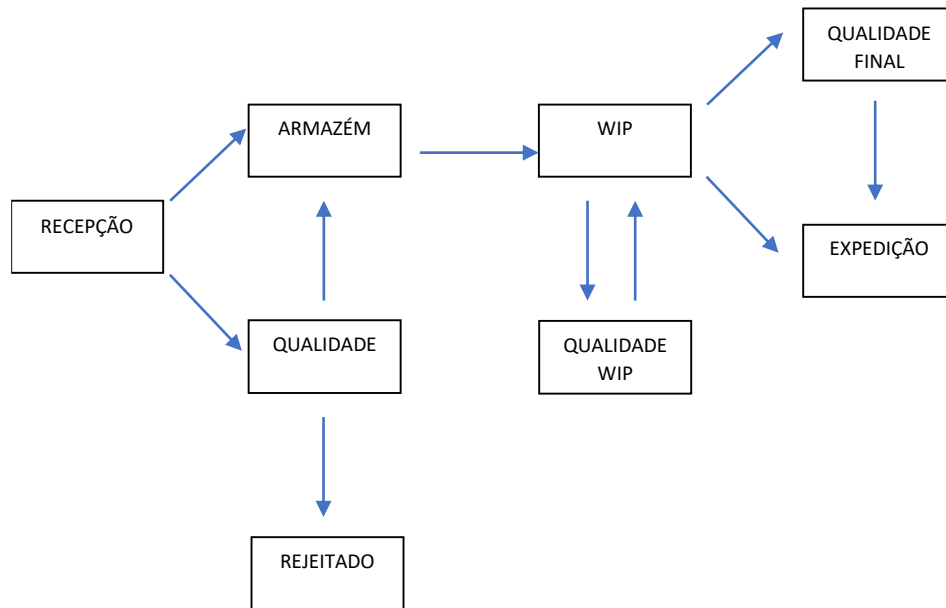 QUALIDADE
FINAL
ARMAZÉM
WIP
RECEPÇÃO
EXPEDIÇÃO
QUALIDADE
QUALIDADE
WIP
REJEITADO